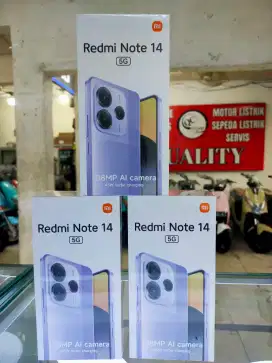 Redmi Note 14
5G
108MP AI camera
MOTOR LISTRIK
SEPEDA LISTRIK
SERVIS
QUALITY
Redmi Note 14
5G
108MP AI camera
Redmi Note 14
5G
108MP AI camera